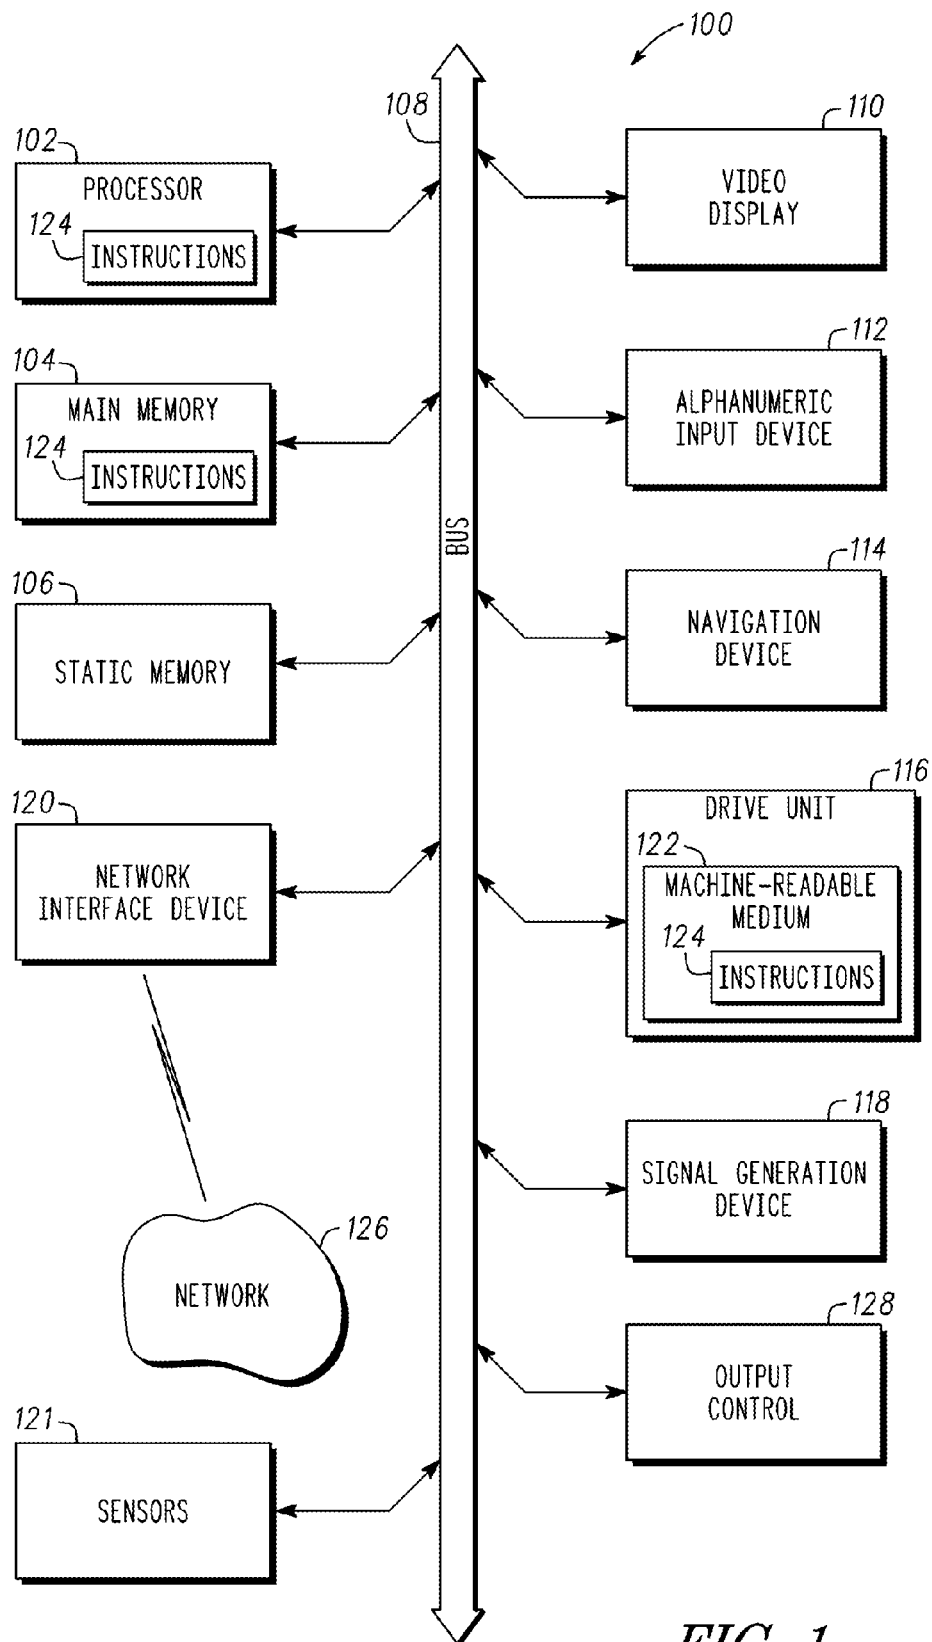 100
108
102
PROCESSOR
124
INSTRUCTIONS
104
MAIN MEMORY
124
INSTRUCTIONS
106
STATIC MEMORY
120
NETWORK
INTERFACE DEVICE
126
NETWORK
121
SENSORS
BUS
110
VIDEO
DISPLAY
112
ALPHANUMERIC
INPUT DEVICE
114
NAVIGATION
DEVICE
116
DRIVE UNIT
122
MACHINE-READABLE
MEDIUM
124
INSTRUCTIONS
118
SIGNAL GENERATION
DEVICE
128
OUTPUT
CONTROL
FIG. 1